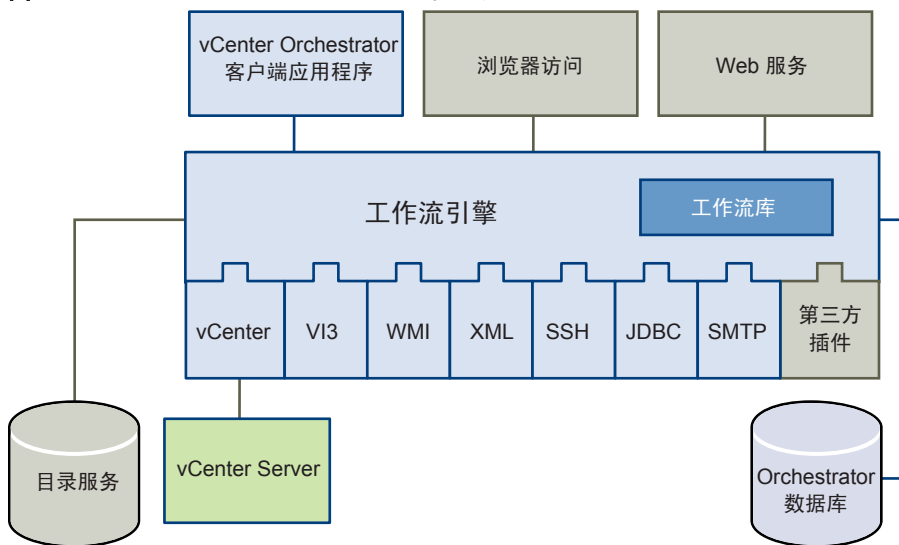 vCenter Orchestrator
客户端应用程序
浏览器访问
Web 服务
工作流引擎
工作流库
vCenter
VI3
WMI
XML
SSH
JDBC
SMTP
第三方
插件
目录服务
vCenter Server
Orchestrator
数据库